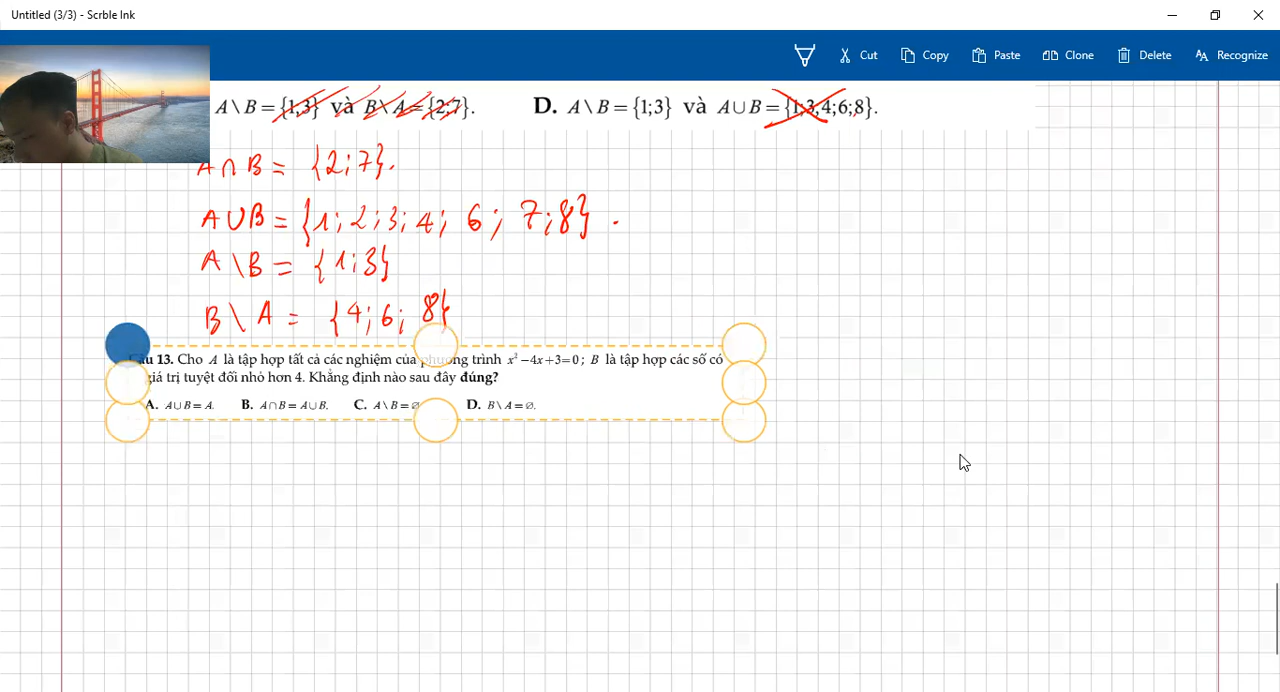 Untitled (3/3) - Scrble Ink
Cut Copy Paste Clone Delete Recognize
A \ B = {1;3} và B \ A = {2;7}. D. A \ B = {1;3} và A ∪ B = {1;3;4;6;8}.
A ∩ B = {2;7}.
A ∪ B = {1; 2; 3; 4; 6; 7; 8}.
A \ B = {1;3}
B \ A = {4; 6; 8}
Câu 13. Cho A là tập hợp tất cả các nghiệm của phương trình x² − 4x + 3 = 0; B là tập hợp các số có
giá trị tuyệt đối nhỏ hơn 4. Khẳng định nào sau đây đúng?
A. A ∪ B = A. B. A ∩ B = A ∪ B. C. A \ B = ∅ D. B \ A = ∅.